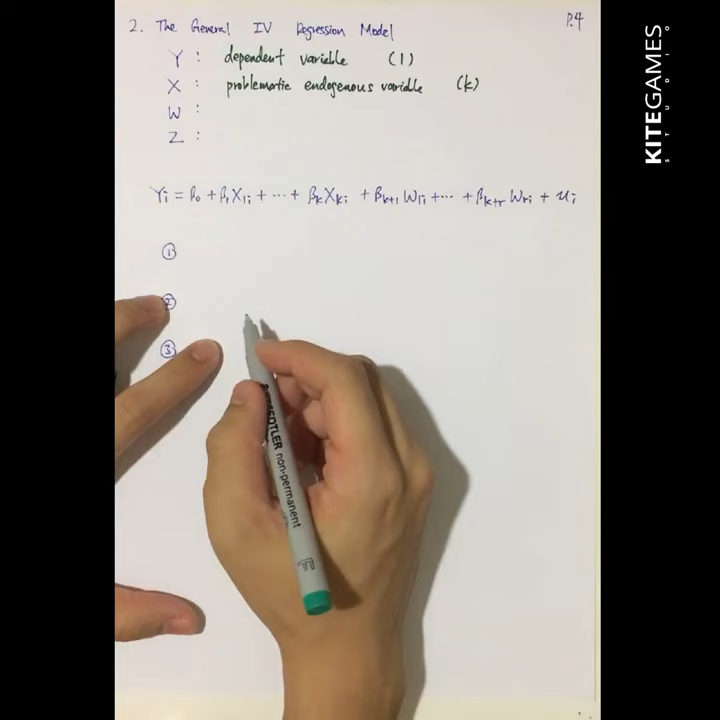 2. The General IV Regression Model
P.4
Y : dependent variable (1)
X : problematic endogenous variable (k)
W :
Z :
Yi = β0 + β1X1i + ··· + βkXki + βk+1W1i + ··· + βk+rWri + ui
①
②
③
STAEDTLER non-permanent F
KITEGAMES
STUDIO